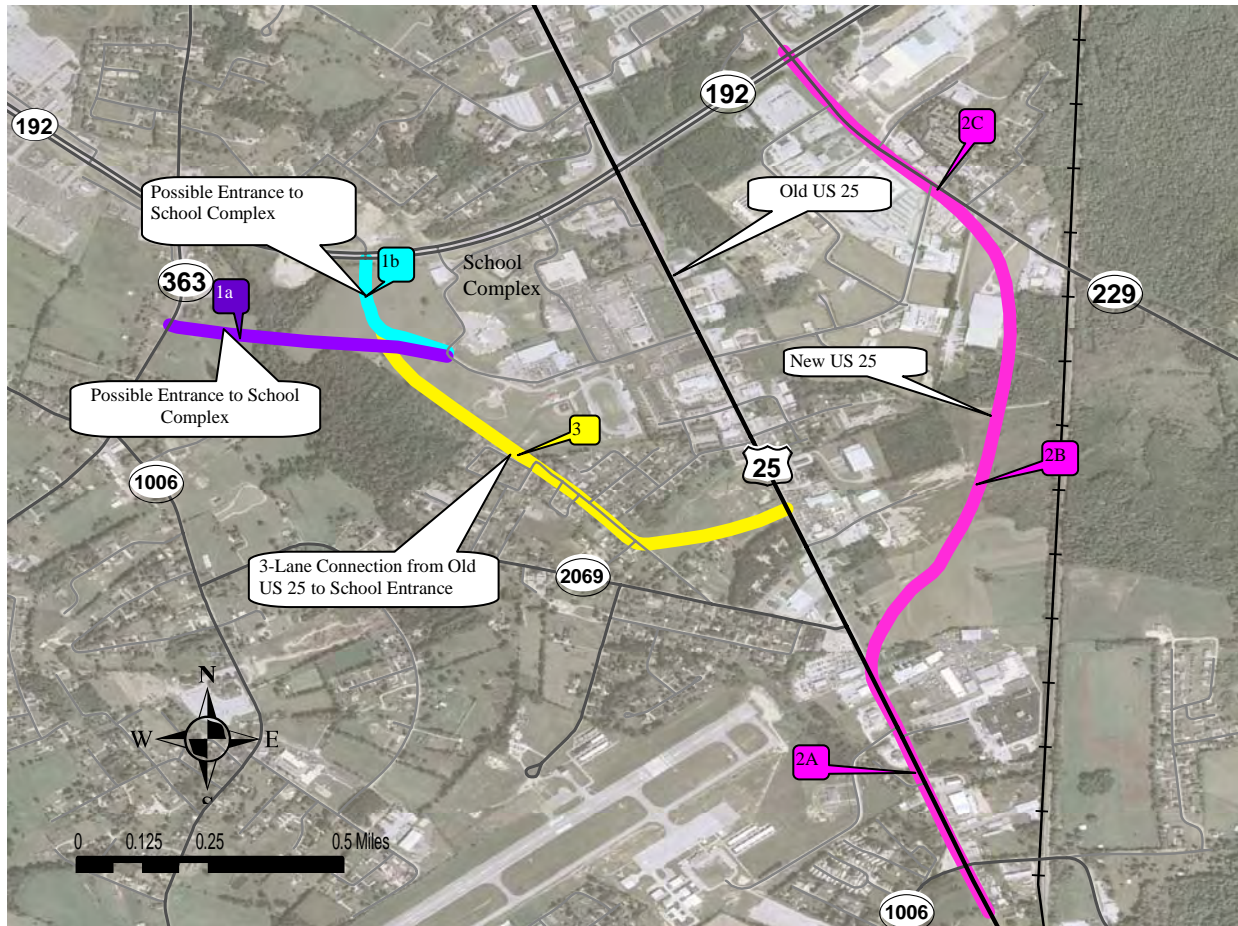 192
192
2C
Possible Entrance to
School Complex
Old US 25
1b
School
Complex
363
1a
229
New US 25
Possible Entrance to School
Complex
3
25
2B
1006
3-Lane Connection from Old
US 25 to School Entrance
2069
N
W
E
S
2A
0
0.125
0.25
0.5 Miles
1006